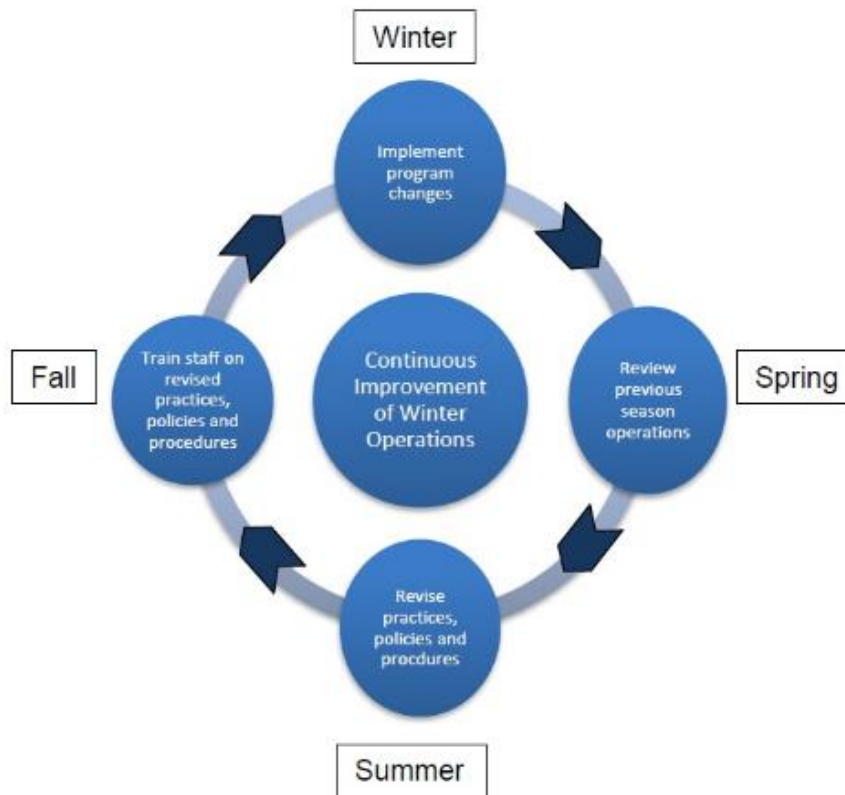 Winter
Implement
program
changes
Fall
Train staff on
revised
practices,
policies and
procedures
Continuous
Improvement
of Winter
Operations
Review
previous
season
operations
Spring
Revise
practices,
policies and
procdures
Summer